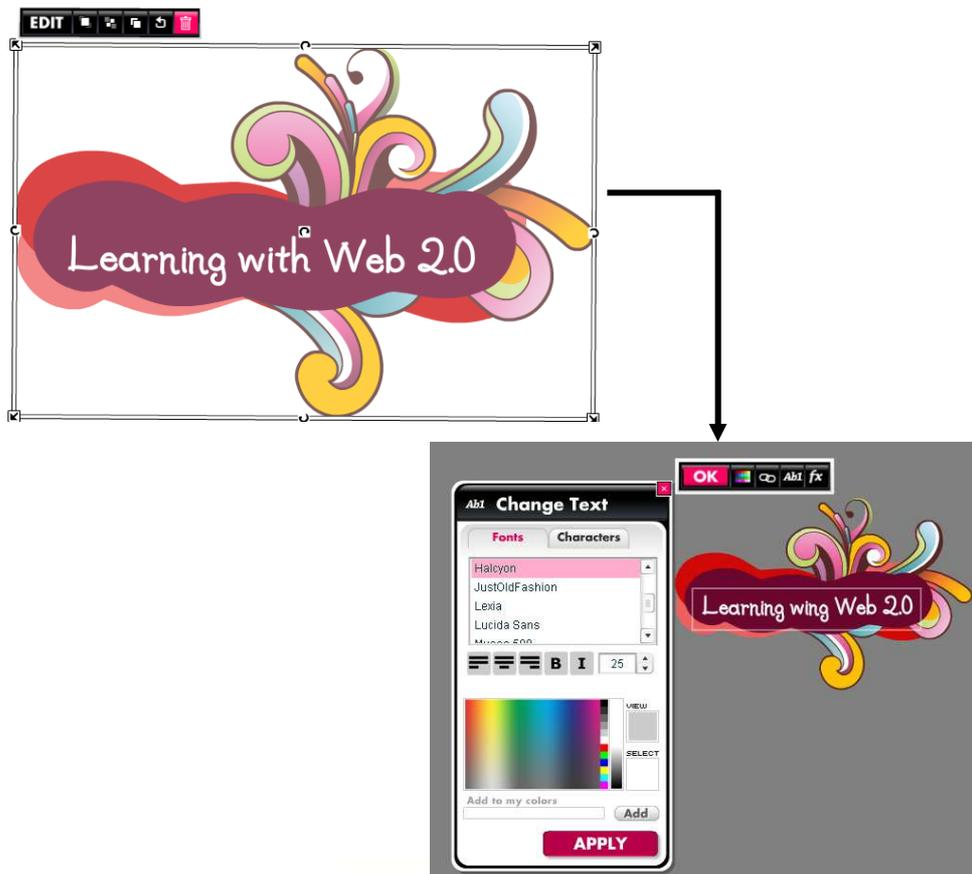 EDIT
Learning with Web 2.0
OK Ab1 fx
Ab1 Change Text
Fonts Characters
Halcyon
JustOldFashion
Lexia
Lucida Sans
Learning wing Web 2.0
B I 25
VIEW
SELECT
Add to my colors
Add
APPLY